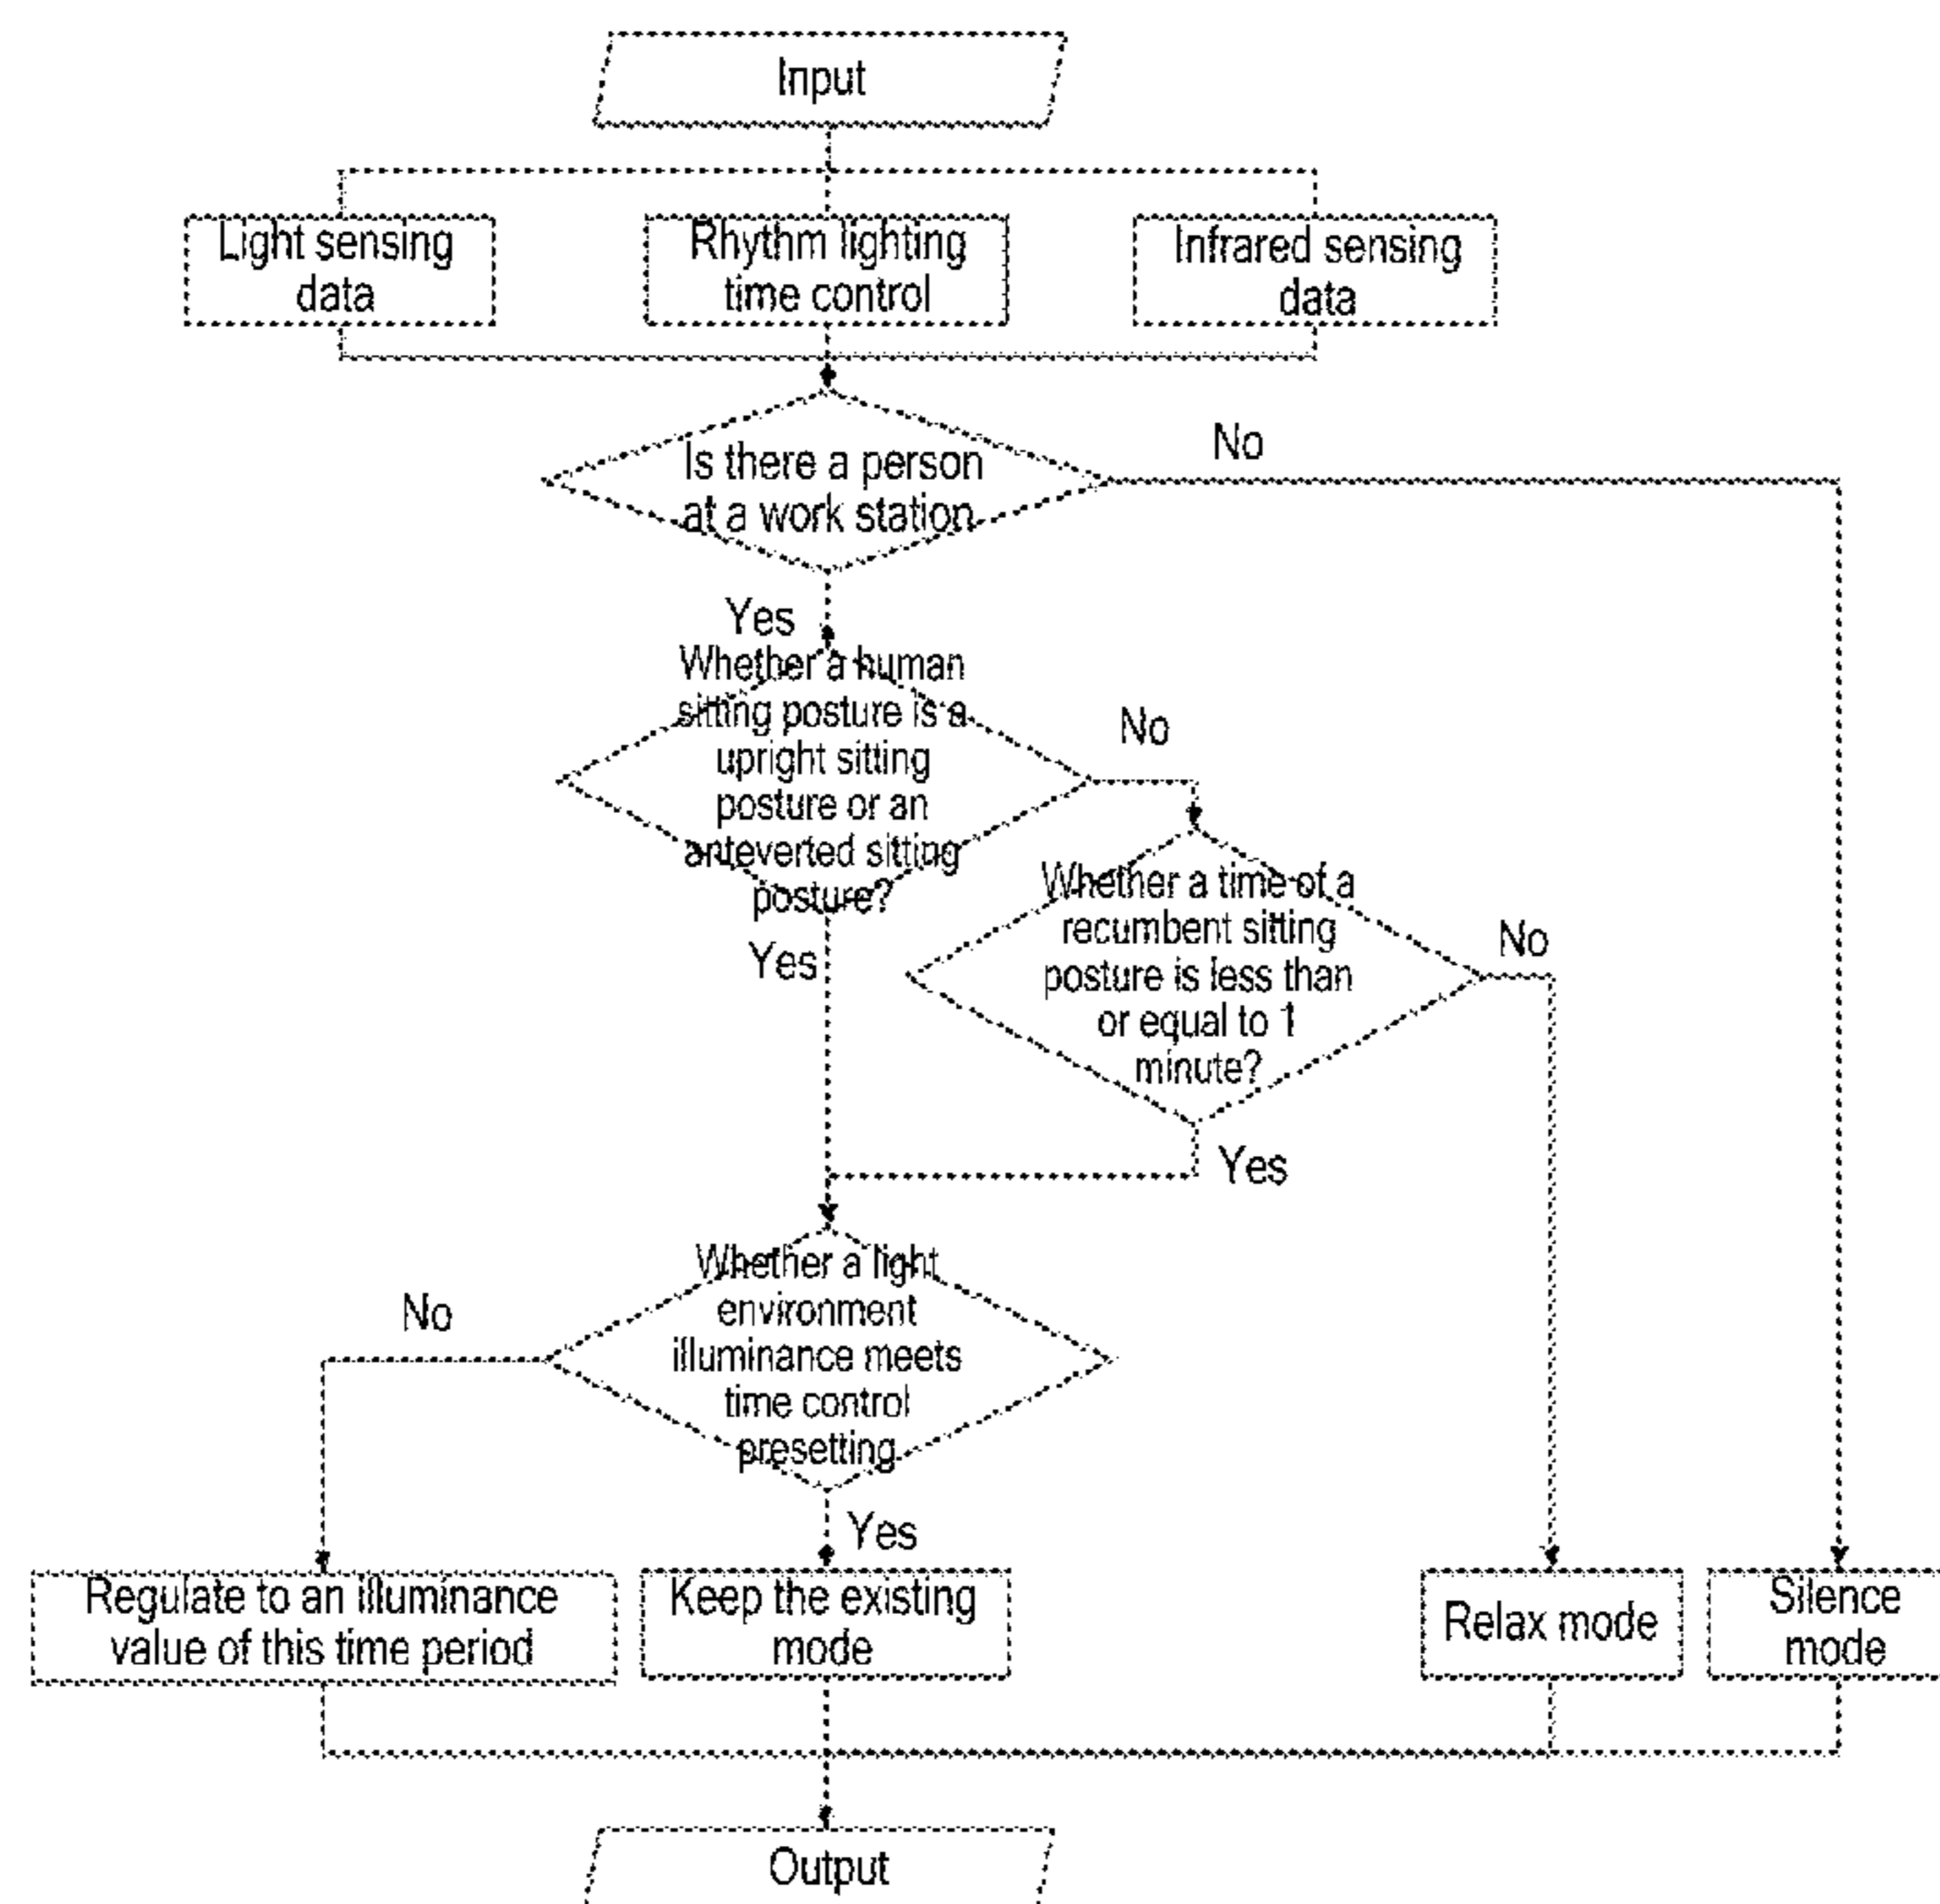 Input
Light sensing
data
Rhythm lighting
time control
Infrared sensing
data
Is there a person
at a work station
No
Yes
Whether a human
sitting posture is a
upright sitting
posture or an
anteverted sitting
posture?
No
Yes
Whether a time of a
recumbent sitting
posture is less than
or equal to 1
minute?
No
Yes
Whether a light
environment
illuminance meets
time control
presetting
No
Yes
Regulate to an illuminance
value of this time period
Keep the existing
mode
Relax mode
Silence
mode
Output